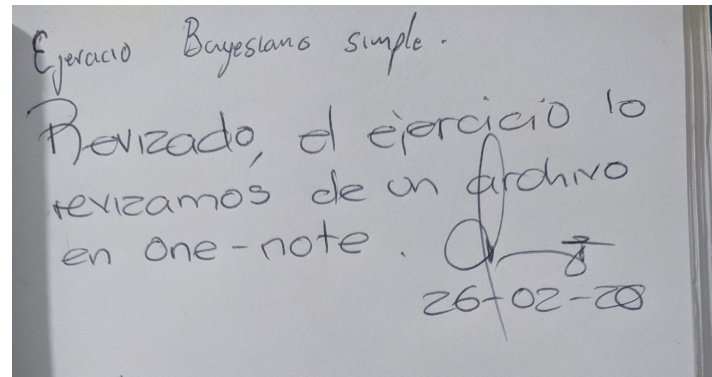 Ejercicio Bayesiano simple.
Revizado, el ejercicio lo
revizamos de un archivo
en one-note.
26-02-20